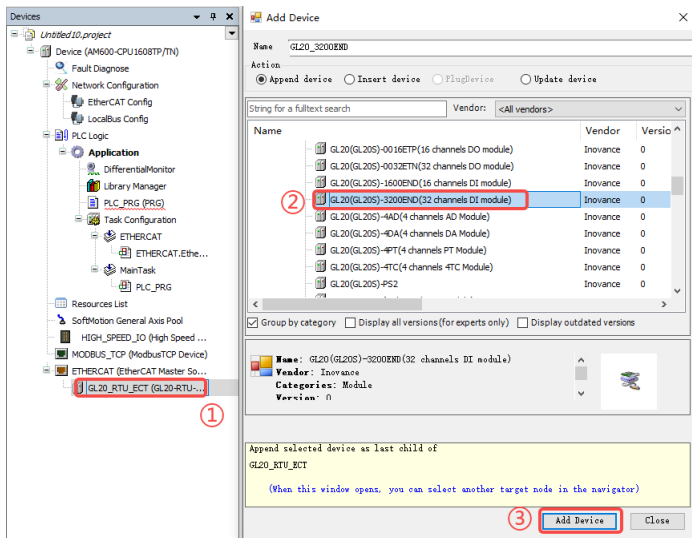 Devices
Untitled10.project
Device (AM600-CPU1608TP/TN)
Fault Diagnose
Network Configuration
EtherCAT Config
LocalBus Config
PLC Logic
Application
DifferentialMonitor
Library Manager
PLC_PRG (PRG)
Task Configuration
ETHERCAT
ETHERCAT.Ethe...
MainTask
PLC_PRG
Resources List
SoftMotion General Axis Pool
HIGH_SPEED_IO (High Speed ...
MODBUS_TCP (ModbusTCP Device)
ETHERCAT (EtherCAT Master So...
GL20_RTU_ECT (GL20-RTU-...
①
Add Device
Name GL20_3200END
Action
Append device Insert device PlugDevice Update device
String for a fulltext search Vendor: <All vendors>
Name Vendor Versio
GL20(GL20S)-0016ETP(16 channels DO module) Inovance 0
GL20(GL20S)-0032ETN(32 channels DO module) Inovance 0
GL20(GL20S)-1600END(16 channels DI module) Inovance 0
② GL20(GL20S)-3200END(32 channels DI module) Inovance 0
GL20(GL20S)-4AD(4 channels AD Module) Inovance 0
GL20(GL20S)-4DA(4 channels DA Module) Inovance 0
GL20(GL20S)-4PT(4 channels PT Module) Inovance 0
GL20(GL20S)-4TC(4 channels 4TC Module) Inovance 0
GL20(GL20S)-PS2 Inovance 0
Group by category Display all versions(for experts only) Display outdated versions
Name: GL20(GL20S)-3200END(32 channels DI module)
Vendor: Inovance
Categories: Module
Version: 0
Append selected device as last child of
GL20_RTU_ECT
(When this window opens, you can select another target node in the navigator)
③ Add Device Close